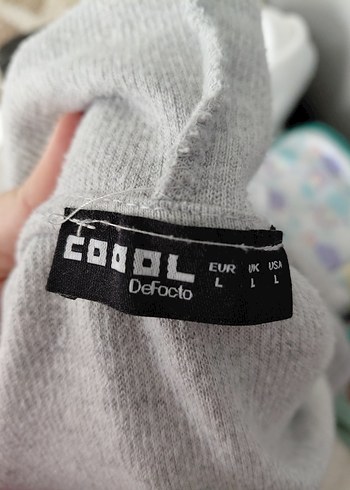 COOOL
DeFacto
EUR UK USA
L L L